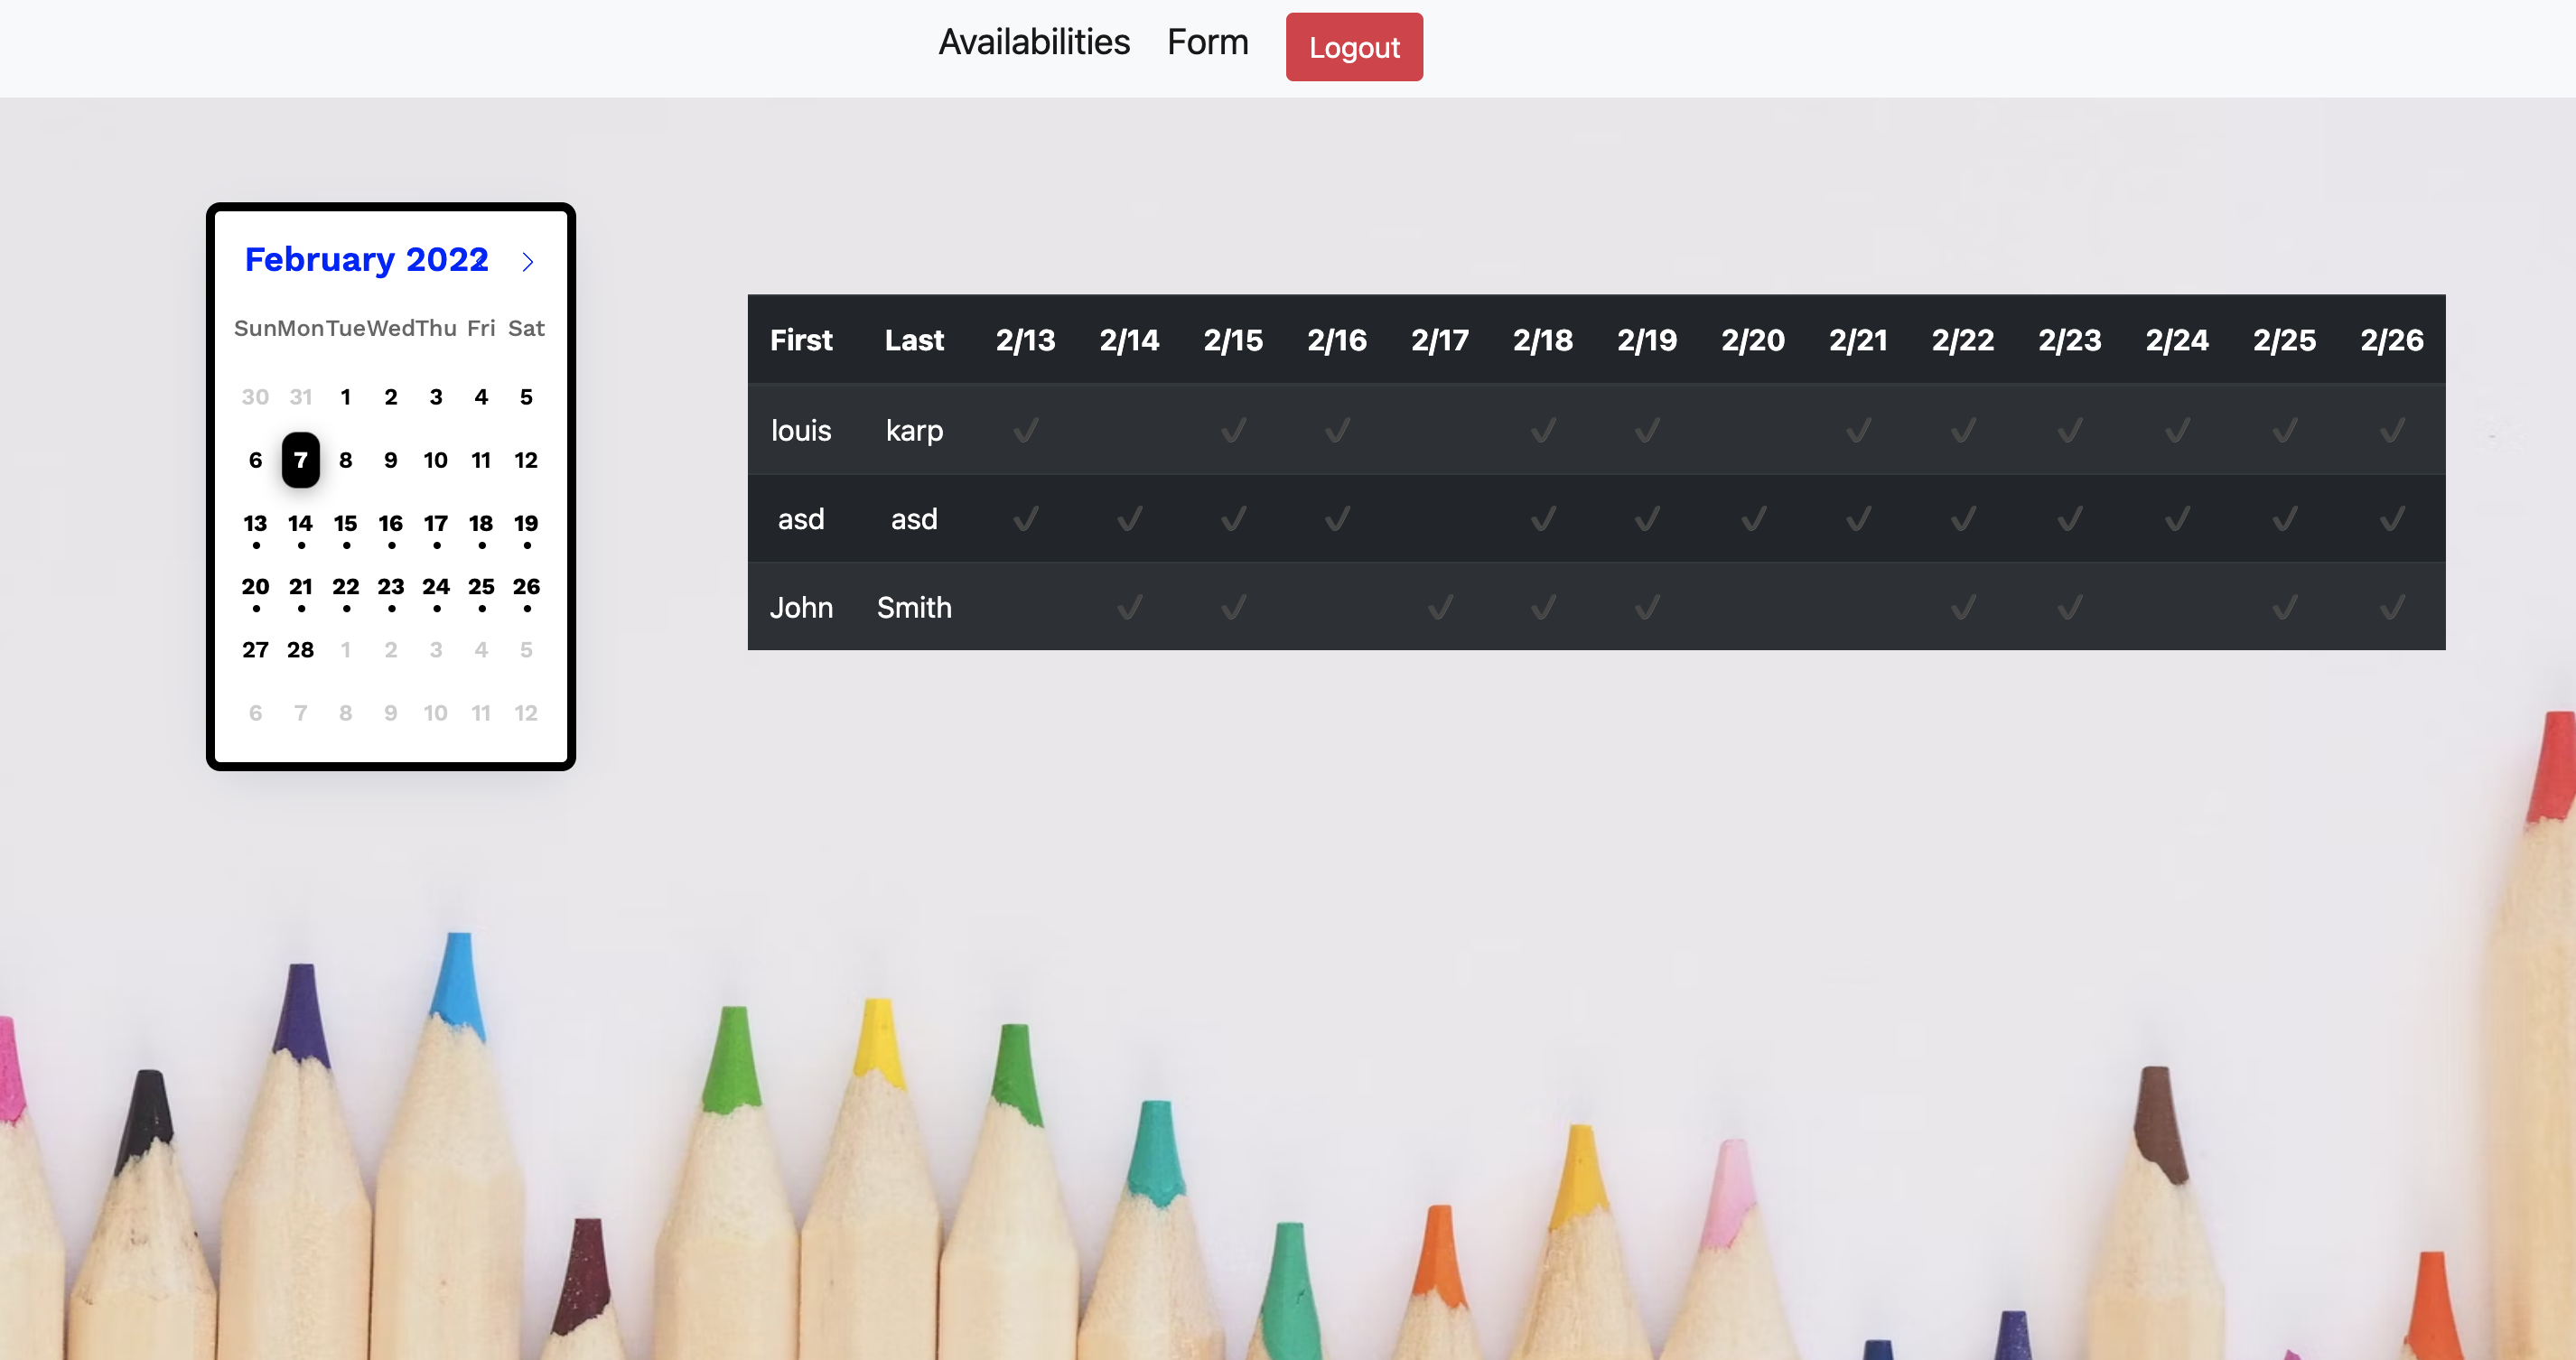 Availabilities Form Logout
February 2022
Sun Mon Tue Wed Thu Fri Sat
30 31 1 2 3 4 5
6 7 8 9 10 11 12
13 14 15 16 17 18 19
20 21 22 23 24 25 26
27 28 1 2 3 4 5
6 7 8 9 10 11 12
First Last 2/13 2/14 2/15 2/16 2/17 2/18 2/19 2/20 2/21 2/22 2/23 2/24 2/25 2/26
louis karp ✓ ✓ ✓ ✓ ✓ ✓ ✓ ✓ ✓ ✓ ✓
asd asd ✓ ✓ ✓ ✓ ✓ ✓ ✓ ✓ ✓ ✓ ✓ ✓ ✓
John Smith ✓ ✓ ✓ ✓ ✓ ✓ ✓ ✓ ✓